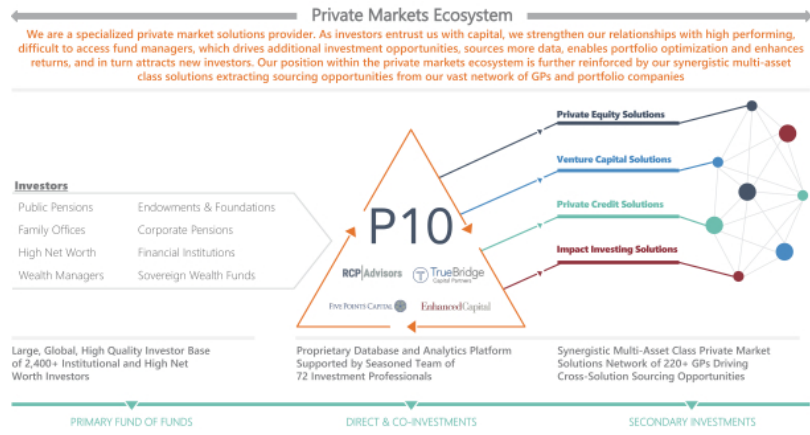 Private Markets Ecosystem
We are a specialized private market solutions provider. As investors entrust us with capital, we strengthen our relationships with high performing,
difficult to access fund managers, which drives additional investment opportunities, sources more data, enables portfolio optimization and enhances
returns, and in turn attracts new investors. Our position within the private markets ecosystem is further reinforced by our synergistic multi-asset
class solutions extracting sourcing opportunities from our vast network of GPs and portfolio companies
Investors
Public Pensions
Endowments & Foundations
Family Offices
Corporate Pensions
High Net Worth
Financial Institutions
Wealth Managers
Sovereign Wealth Funds
P10
RCP Advisors
TrueBridge
Capital Partners
FIVE POINTS CAPITAL
Enhanced Capital
Private Equity Solutions
Venture Capital Solutions
Private Credit Solutions
Impact Investing Solutions
Large, Global, High Quality Investor Base
of 2,400+ Institutional and High Net
Worth Investors
Proprietary Database and Analytics Platform
Supported by Seasoned Team of
72 Investment Professionals
Synergistic Multi-Asset Class Private Market
Solutions Network of 220+ GPs Driving
Cross-Solution Sourcing Opportunities
PRIMARY FUND OF FUNDS
DIRECT & CO-INVESTMENTS
SECONDARY INVESTMENTS